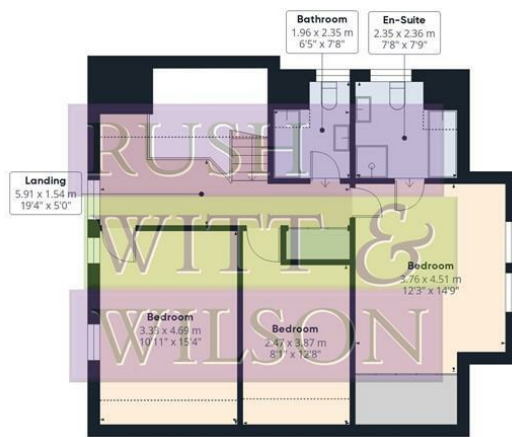 Bathroom
1.96 x 2.35 m
6'5" x 7'8"
En-Suite
2.35 x 2.36 m
7'8" x 7'9"
Landing
5.91 x 1.54 m
19'4" x 5'0"
RUSH
WITT &
WILSON
Bedroom
3.76 x 4.51 m
12'3" x 14'9"
Bedroom
3.33 x 4.69 m
10'11" x 15'4"
Bedroom
2.47 x 3.87 m
8'1" x 12'8"